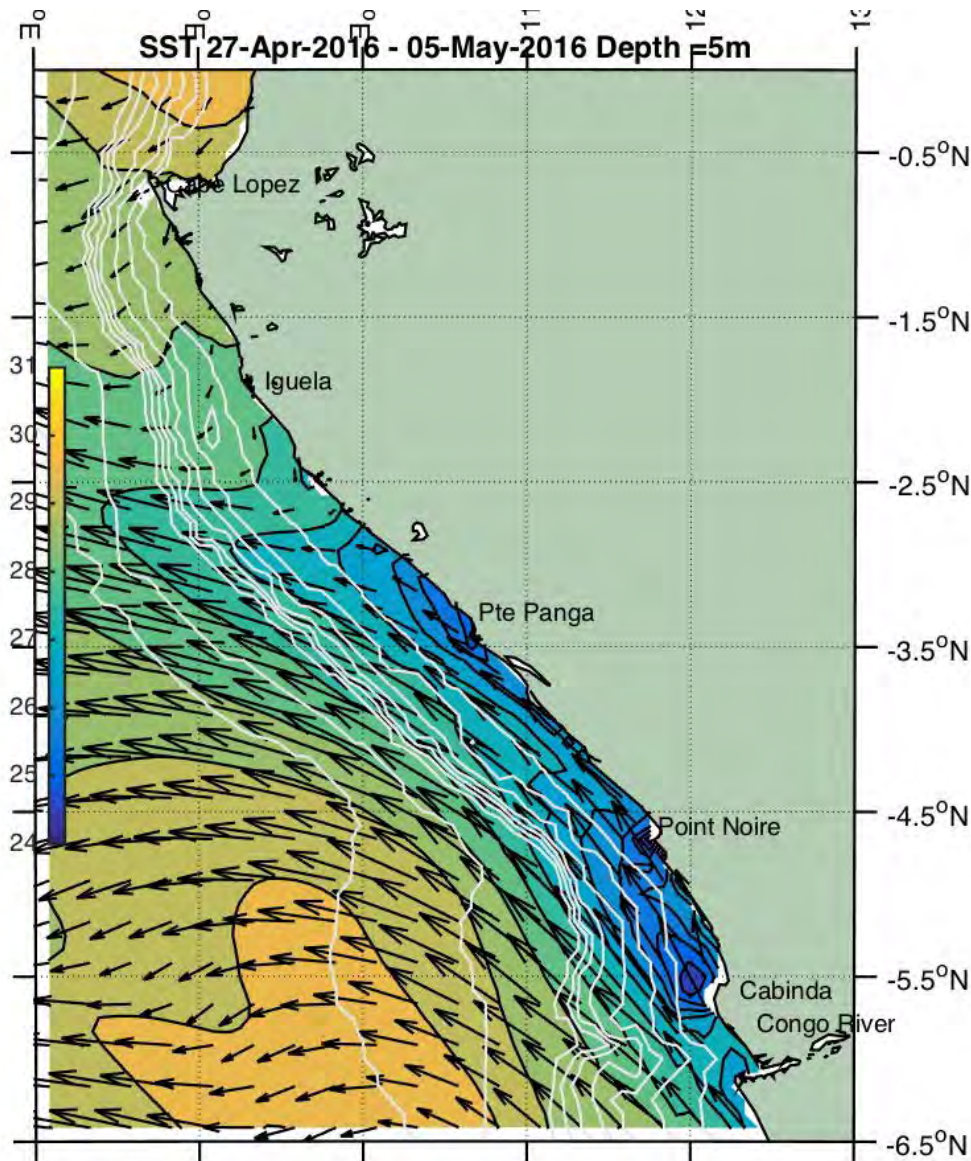 E° E° E° 11 12 13
SST 27-Apr-2016 - 05-May-2016 Depth =5m
-0.5°N
Cape Lopez
-1.5°N
31
Iguela
30
-2.5°N
29
28
Pte Panga
27
-3.5°N
26
25
-4.5°N
24
Point Noire
-5.5°N
Cabinda
Congo River
-6.5°N